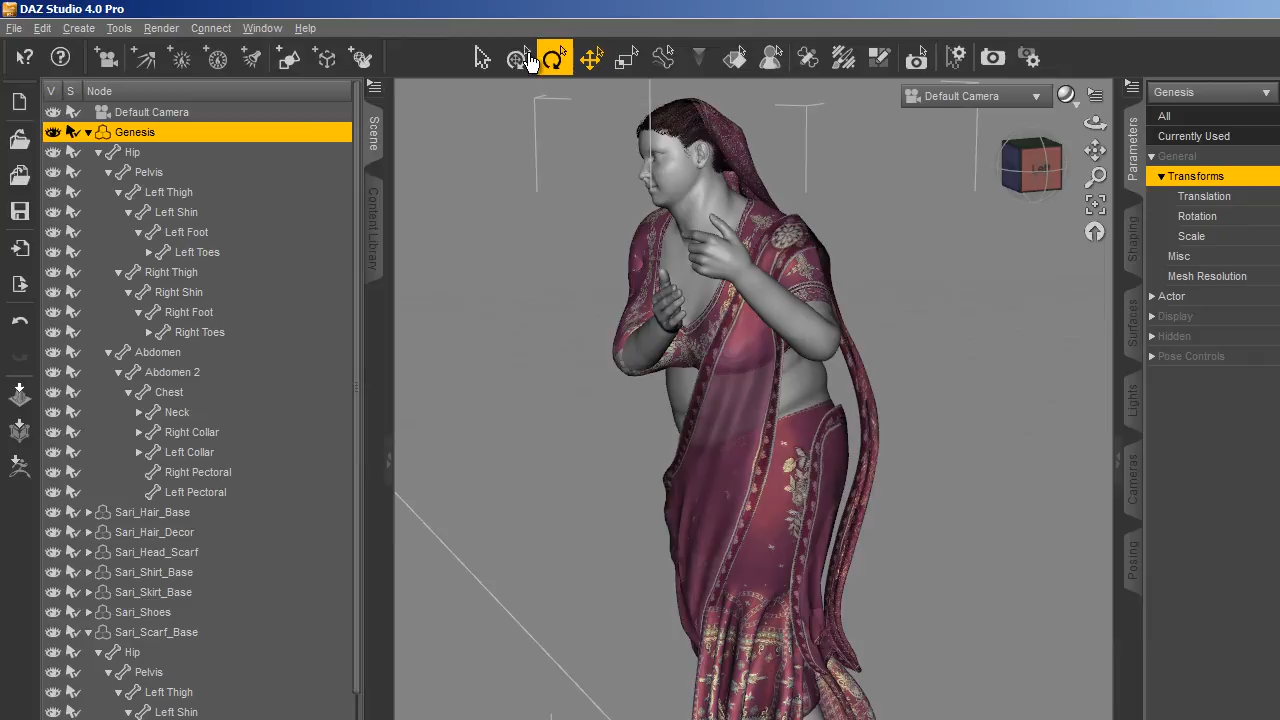 DAZ Studio 4.0 Pro
File Edit Create Tools Render Connect Window Help
V S Node
Default Camera
Genesis
Hip
Pelvis
Left Thigh
Left Shin
Left Foot
Left Toes
Right Thigh
Right Shin
Right Foot
Right Toes
Abdomen
Abdomen 2
Chest
Neck
Right Collar
Left Collar
Right Pectoral
Left Pectoral
Sari_Hair_Base
Sari_Hair_Decor
Sari_Head_Scarf
Sari_Shirt_Base
Sari_Skirt_Base
Sari_Shoes
Sari_Scarf_Base
Hip
Pelvis
Left Thigh
Left Shin
Scene
Content Library
Default Camera
Left
Parameters
Shaping
Surfaces
Lights
Cameras
Posing
Genesis
All
Currently Used
General
Transforms
Translation
Rotation
Scale
Misc
Mesh Resolution
Actor
Display
Hidden
Pose Controls